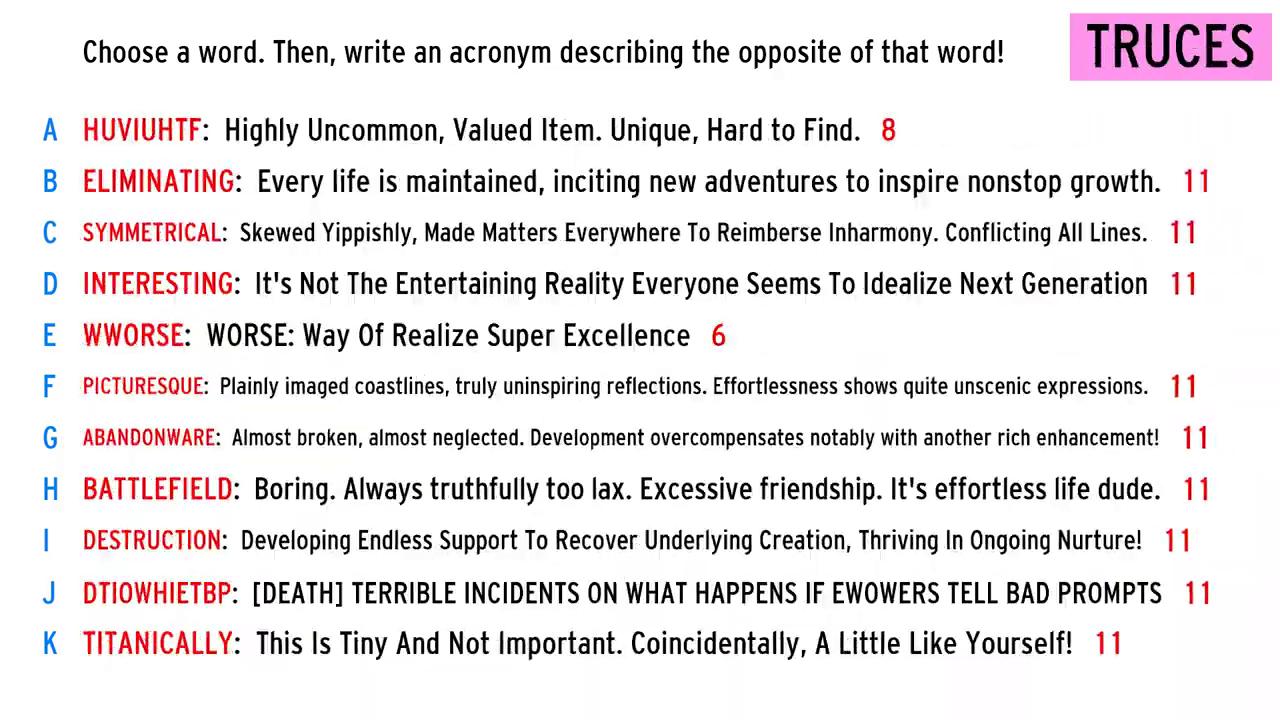 Choose a word. Then, write an acronym describing the opposite of that word!
TRUCES
A HUVIUHTF: Highly Uncommon, Valued Item. Unique, Hard to Find. 8
B ELIMINATING: Every life is maintained, inciting new adventures to inspire nonstop growth. 11
C SYMMETRICAL: Skewed Yippishly, Made Matters Everywhere To Reimberse Inharmony. Conflicting All Lines. 11
D INTERESTING: It's Not The Entertaining Reality Everyone Seems To Idealize Next Generation 11
E WWORSE: WORSE: Way Of Realize Super Excellence 6
F PICTURESQUE: Plainly imaged coastlines, truly uninspiring reflections. Effortlessness shows quite unscenic expressions. 11
G ABANDONWARE: Almost broken, almost neglected. Development overcompensates notably with another rich enhancement! 11
H BATTLEFIELD: Boring. Always truthfully too lax. Excessive friendship. It's effortless life dude. 11
I DESTRUCTION: Developing Endless Support To Recover Underlying Creation, Thriving In Ongoing Nurture! 11
J DTIOWHIETBP: [DEATH] TERRIBLE INCIDENTS ON WHAT HAPPENS IF EWOWERS TELL BAD PROMPTS 11
K TITANICALLY: This Is Tiny And Not Important. Coincidentally, A Little Like Yourself! 11